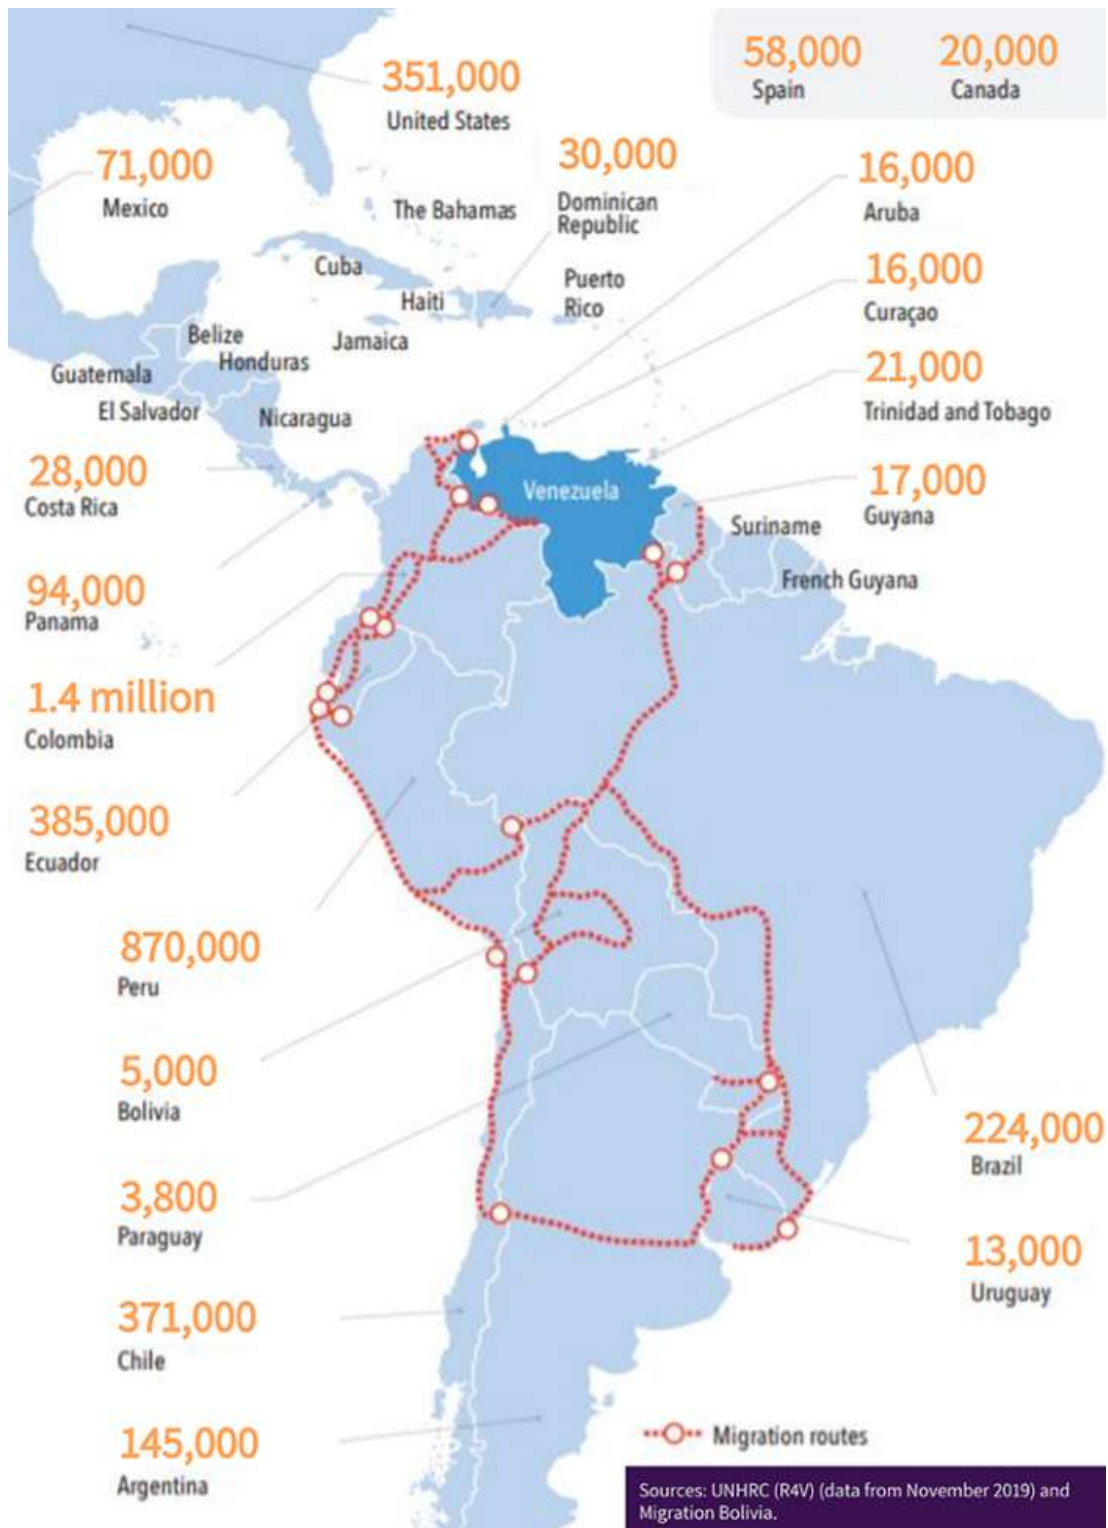 58,000
Spain
20,000
Canada
351,000
United States
71,000
Mexico
30,000
Dominican
Republic
16,000
Aruba
The Bahamas
Cuba
Haiti
Puerto
Rico
16,000
Curaçao
Jamaica
Belize
Honduras
Guatemala
El Salvador
Nicaragua
21,000
Trinidad and Tobago
28,000
Costa Rica
Venezuela
17,000
Guyana
Suriname
French Guyana
94,000
Panama
1.4 million
Colombia
385,000
Ecuador
870,000
Peru
5,000
Bolivia
224,000
Brazil
3,800
Paraguay
13,000
Uruguay
371,000
Chile
145,000
Argentina
Migration routes
Sources: UNHRC (R4V) (data from November 2019) and
Migration Bolivia.